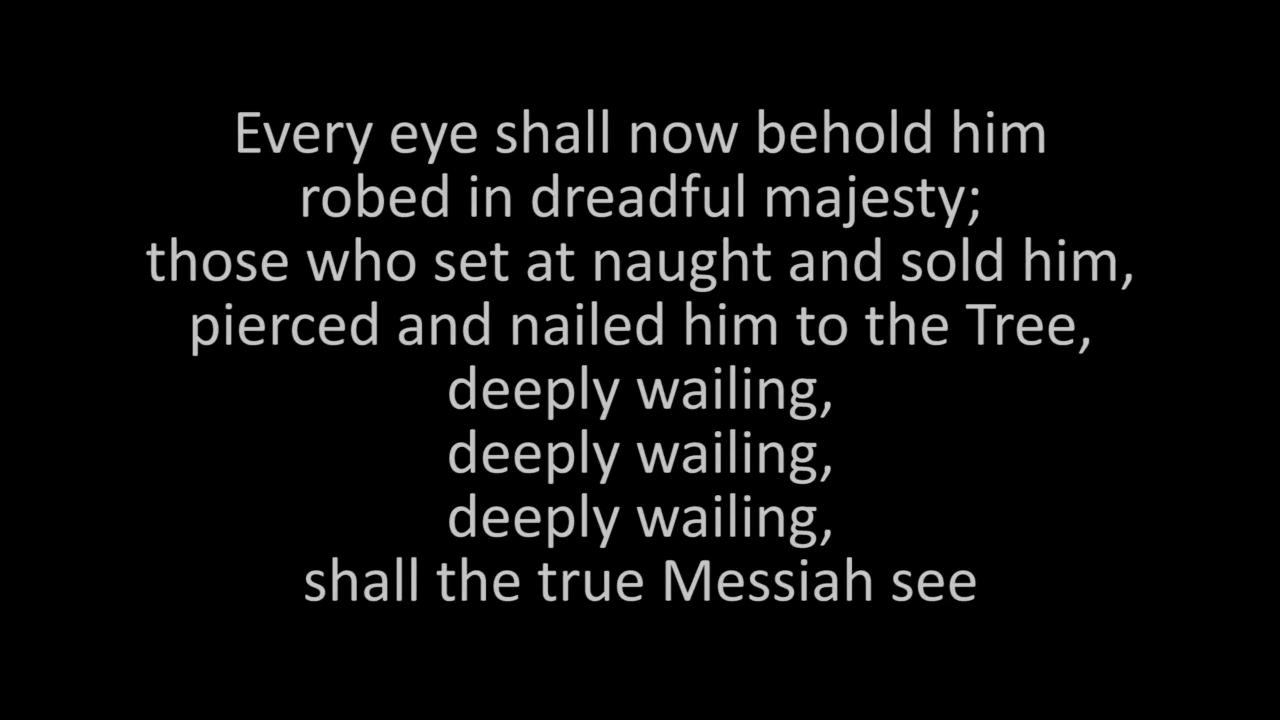 Every eye shall now behold him
robed in dreadful majesty;
those who set at naught and sold him,
pierced and nailed him to the Tree,
deeply wailing,
deeply wailing,
deeply wailing,
shall the true Messiah see